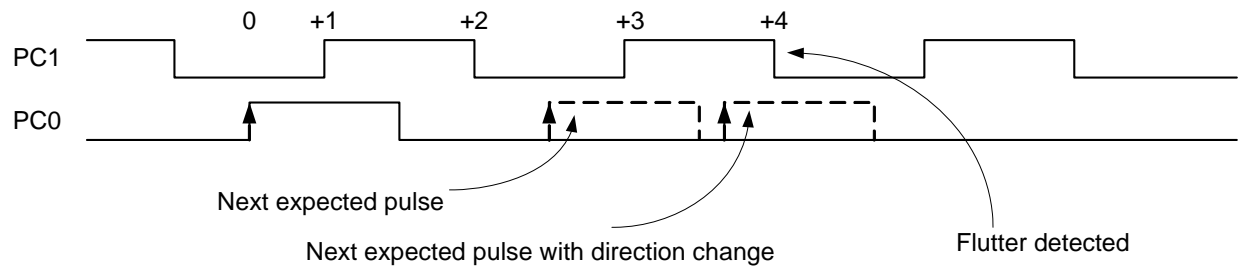 0 +1 +2 +3 +4
PC1
PC0
Next expected pulse
Next expected pulse with direction change
Flutter detected